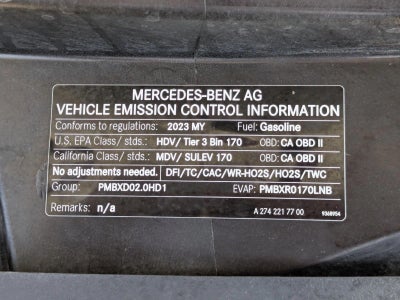 MERCEDES-BENZ AG
VEHICLE EMISSION CONTROL INFORMATION
Conforms to regulations: 2023 MY Fuel: Gasoline
U.S. EPA Class/ stds.: HDV/ Tier 3 Bin 170 OBD: CA OBD II
California Class/ stds.: MDV/ SULEV 170 OBD: CA OBD II
No adjustments needed. DFI/TC/CAC/WR-HO2S/HO2S/TWC
Group: PMBXD02.0HD1 EVAP: PMBXR0170LNB
Remarks: n/a A 274 221 77 00 9368954